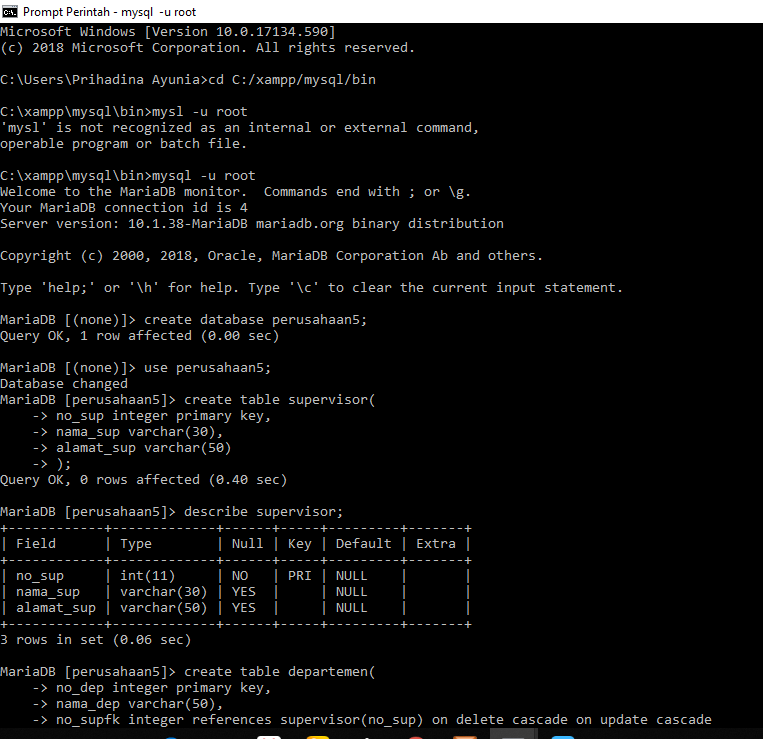 Prompt Perintah - mysql -u root
Microsoft Windows [Version 10.0.17134.590]
(c) 2018 Microsoft Corporation. All rights reserved.
C:\Users\Prihadina Ayunia>cd C:/xampp/mysql/bin
C:\xampp\mysql\bin>mysl -u root
'mysl' is not recognized as an internal or external command,
operable program or batch file.
C:\xampp\mysql\bin>mysql -u root
Welcome to the MariaDB monitor.  Commands end with ; or \g.
Your MariaDB connection id is 4
Server version: 10.1.38-MariaDB mariadb.org binary distribution
Copyright (c) 2000, 2018, Oracle, MariaDB Corporation Ab and others.
Type 'help;' or '\h' for help. Type '\c' to clear the current input statement.
MariaDB [(none)]> create database perusahaan5;
Query OK, 1 row affected (0.00 sec)
MariaDB [(none)]> use perusahaan5;
Database changed
MariaDB [perusahaan5]> create table supervisor(
    -> no_sup integer primary key,
    -> nama_sup varchar(30),
    -> alamat_sup varchar(50)
    -> );
Query OK, 0 rows affected (0.40 sec)
MariaDB [perusahaan5]> describe supervisor;
+------------+-------------+------+-----+---------+-------+
| Field      | Type        | Null | Key | Default | Extra |
+------------+-------------+------+-----+---------+-------+
| no_sup     | int(11)     | NO   | PRI | NULL    |       |
| nama_sup   | varchar(30) | YES  |     | NULL    |       |
| alamat_sup | varchar(50) | YES  |     | NULL    |       |
+------------+-------------+------+-----+---------+-------+
3 rows in set (0.06 sec)
MariaDB [perusahaan5]> create table departemen(
    -> no_dep integer primary key,
    -> nama_dep varchar(50),
    -> no_supfk integer references supervisor(no_sup) on delete cascade on update cascade